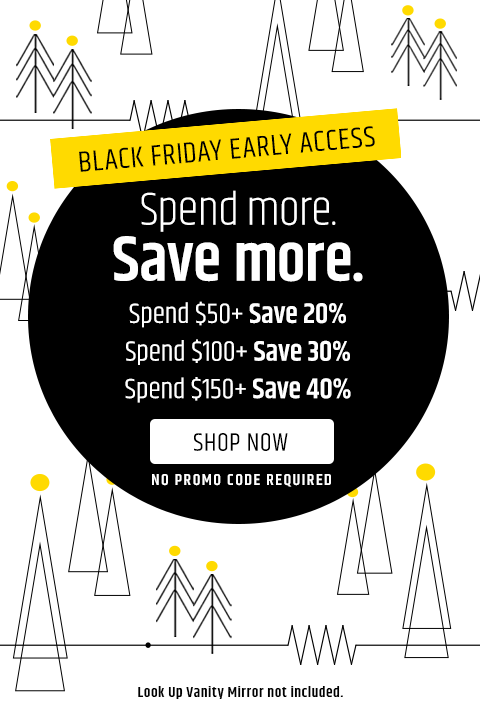 BLACK FRIDAY EARLY ACCESS
Spend more.
Save more.
Spend $50+ Save 20%
Spend $100+ Save 30%
Spend $150+ Save 40%
SHOP NOW
NO PROMO CODE REQUIRED
Look Up Vanity Mirror not included.